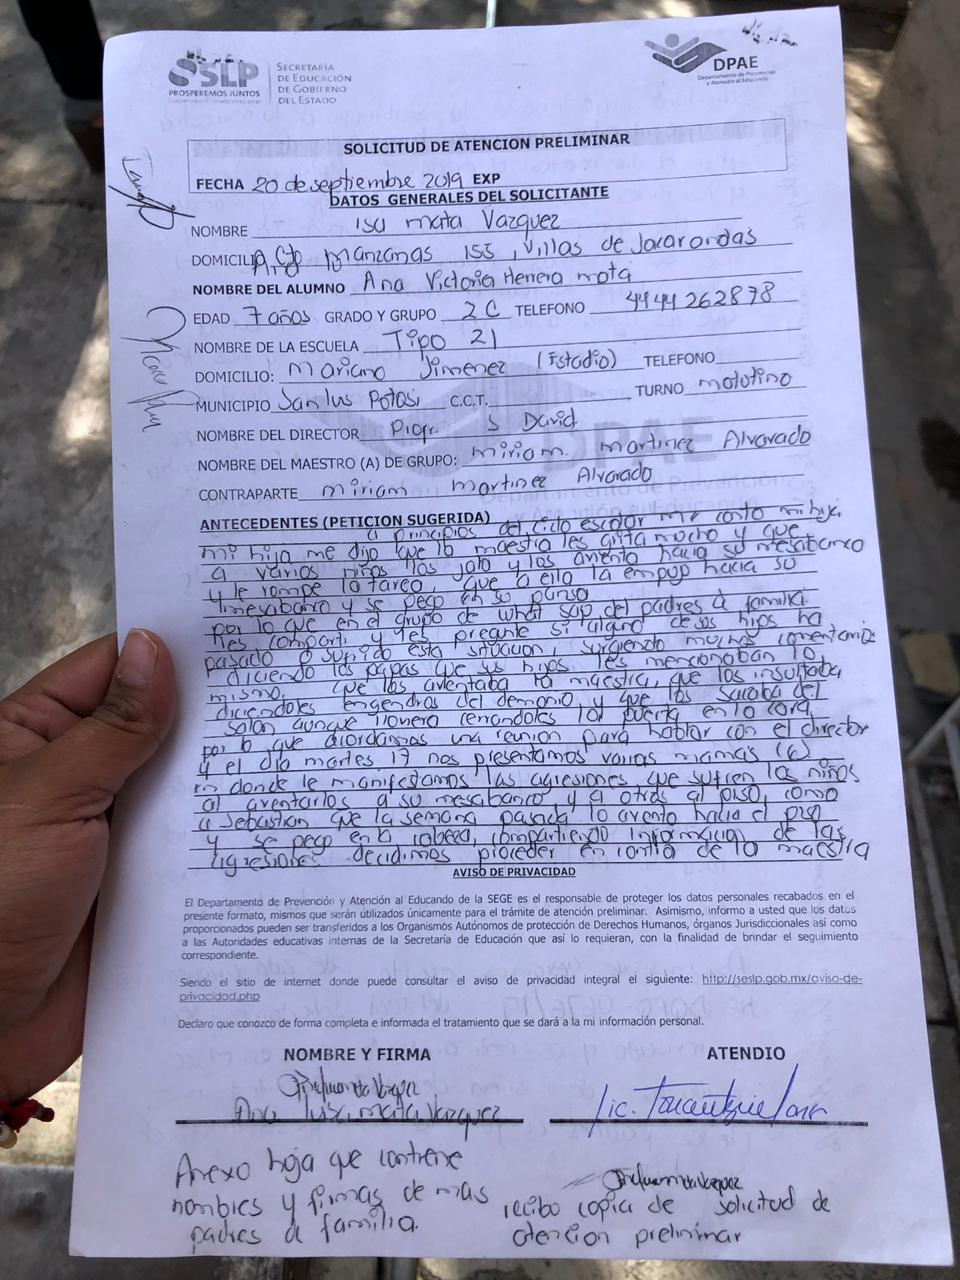 SSLP
PROSPEREMOS JUNTOS
SECRETARÍA
DE EDUCACIÓN
DE GOBIERNO
DEL ESTADO
DPAE
Departamento de Prevención
y Atención al Educando
SOLICITUD DE ATENCION PRELIMINAR
FECHA 20 de septiembre 2019 EXP
DATOS GENERALES DEL SOLICITANTE
NOMBRE Mata Vazquez
DOMICILIO Manzanas 155, Villas de Jacarandas
NOMBRE DEL ALUMNO Ana Victoria Herrera mata
EDAD 7 años GRADO Y GRUPO 2C TELEFONO 4444262878
NOMBRE DE LA ESCUELA Tipo 21
DOMICILIO: Mariano Jimenez (Estadio) TELEFONO
MUNICIPIO San luis Potosi C.C.T. TURNO matutino
NOMBRE DEL DIRECTOR Profr. David
NOMBRE DEL MAESTRO (A) DE GRUPO: Miriam Martinez Alvarado
CONTRAPARTE Miriam Martinez Alvarado
ANTECEDENTES (PETICION SUGERIDA)
a principios del ciclo escolar me conto mi hija
mi hija me dijo que la maestra les grita mucho y que
a varios niños los jalo y los aviento hacia su mesabanco
y le rompe la tarea, que a ella la empujo hacia su
mesabanco y se pego en su panza
por lo que en el grupo de what sap del padres d familia
les comparti y les pregunte si alguno de sus hijos ha
pasado o sufrido esta situacion, surgiendo muchos comentarios
diciendo los papas que sus hijos les mencionaban lo
mismo, que los aventaba la maestra, que los insultaba
diciendoles engendros del demonio y que los sacaba del
salon aunque lloviera cerrandoles la puerta en la cara,
por lo que acordamos una reunion para hablar con el director
y el dia martes 17 nos presentamos varias mamás (6)
en donde le manifestamos las agresiones que sufren los niños
al aventarlos a su mesabanco, y a otros al piso, como
a Sebastian que la semana pasada lo avento hacia el piso
y se pego en la cabeza, compartiendo informacion de las
agresiones decidimos proceder en contra de la maestra
AVISO DE PRIVACIDAD
El Departamento de Prevención y Atención al Educando de la SEGE es el responsable de proteger los datos personales recabados en el
presente formato, mismos que serán utilizados únicamente para el trámite de atención preliminar. Asimismo, informo a usted que los datos
proporcionados pueden ser transferidos a los Organismos Autónomos de protección de Derechos Humanos, órganos Jurisdiccionales así como
a las Autoridades educativas internas de la Secretaría de Educación que así lo requieran, con la finalidad de brindar el seguimiento
correspondiente.
Siendo el sitio de internet donde puede consultar el aviso de privacidad integral el siguiente: http://seslp.gob.mx/aviso-de-
privacidad.php
Declaro que conozco de forma completa e informada el tratamiento que se dará a la mi información personal.
NOMBRE Y FIRMA
ATENDIO
Ana Luisa Mata Vazquez
Lic.
Anexo hoja que contiene
nombres y firmas de mas
padres d familia.
recibo copia de solicitud de
atencion preliminar